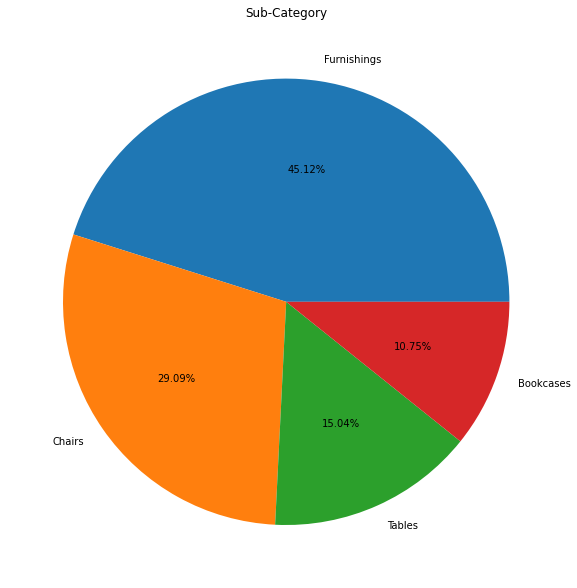 Sub-Category
Furnishings
45.12%
10.75%
29.09%
Bookcases
15.04%
Chairs
Tables